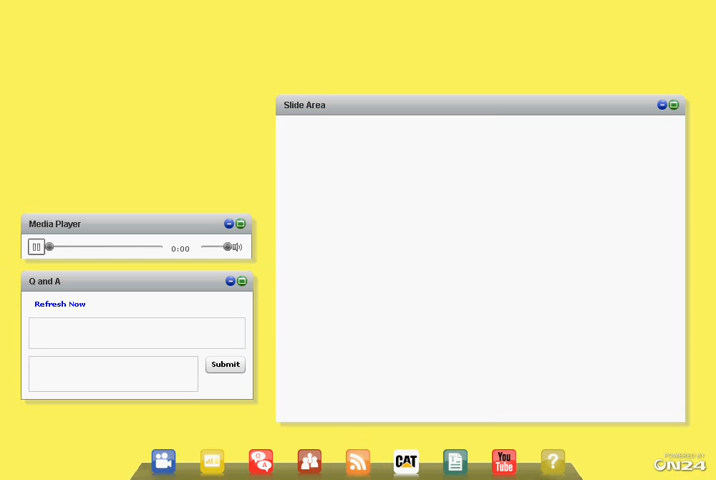 Slide Area
Media Player
0:00
Q and A
Refresh Now
Submit
Q
A
CAT
You
Tube
?
POWERED BY
ON24